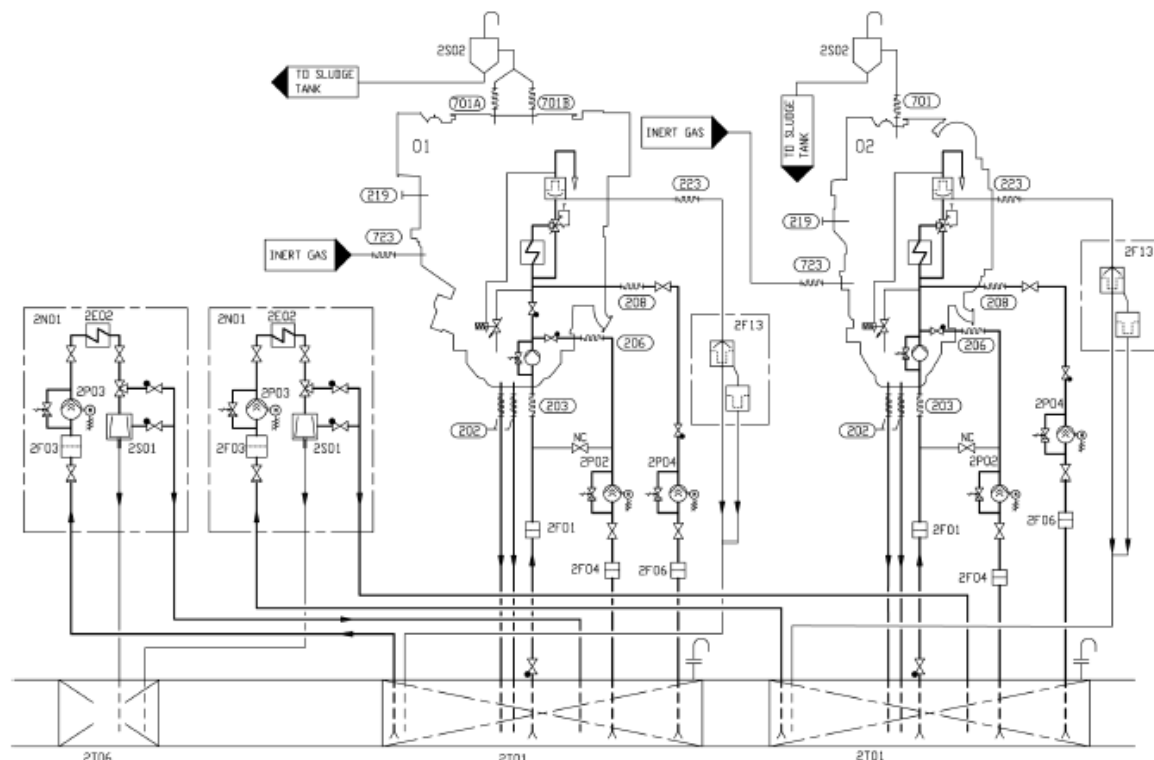 2S02
2S02
TO SLUDGE
TANK
701A
701B
701
TO SLUDGE
TANK
INERT GAS
01
02
223
223
219
219
723
INERT GAS
723
2F13
208
208
2N01
2E02
2N01
2E02
2F13
206
206
2P03
2P03
203
203
2P04
202
202
2F03
2S01
2F03
2S01
NC
NC
2P02
2P04
2P02
2F01
2F06
2F01
2F04
2F06
2F04
2T06
2T01
2T01